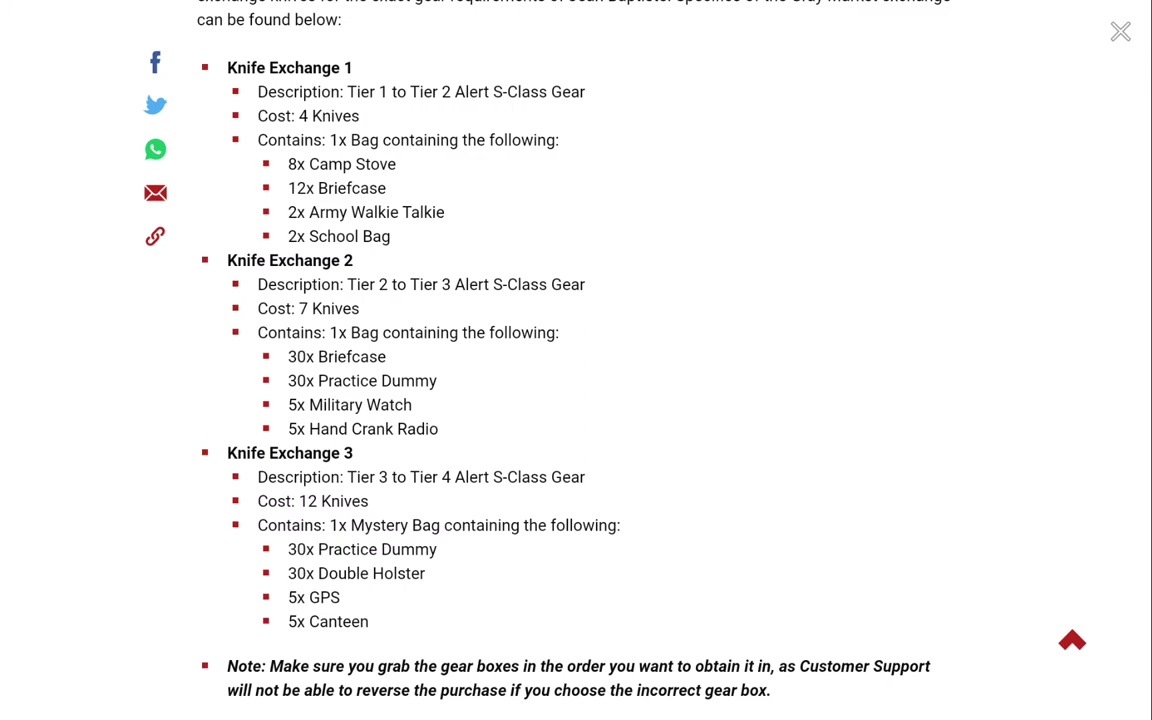 can be found below:
Knife Exchange 1
Description: Tier 1 to Tier 2 Alert S-Class Gear
Cost: 4 Knives
Contains: 1x Bag containing the following:
8x Camp Stove
12x Briefcase
2x Army Walkie Talkie
2x School Bag
Knife Exchange 2
Description: Tier 2 to Tier 3 Alert S-Class Gear
Cost: 7 Knives
Contains: 1x Bag containing the following:
30x Briefcase
30x Practice Dummy
5x Military Watch
5x Hand Crank Radio
Knife Exchange 3
Description: Tier 3 to Tier 4 Alert S-Class Gear
Cost: 12 Knives
Contains: 1x Mystery Bag containing the following:
30x Practice Dummy
30x Double Holster
5x GPS
5x Canteen
Note: Make sure you grab the gear boxes in the order you want to obtain it in, as Customer Support
will not be able to reverse the purchase if you choose the incorrect gear box.